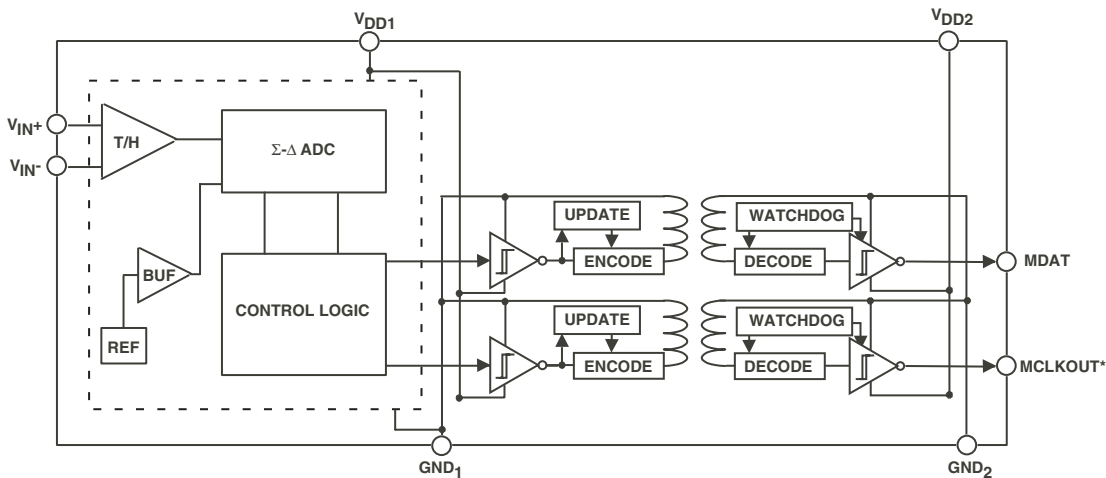 VDD1
VDD2
VIN+
VIN-
T/H
Σ-Δ ADC
BUF
REF
CONTROL LOGIC
UPDATE
ENCODE
WATCHDOG
DECODE
MDAT
UPDATE
ENCODE
WATCHDOG
DECODE
MCLKOUT*
GND1
GND2